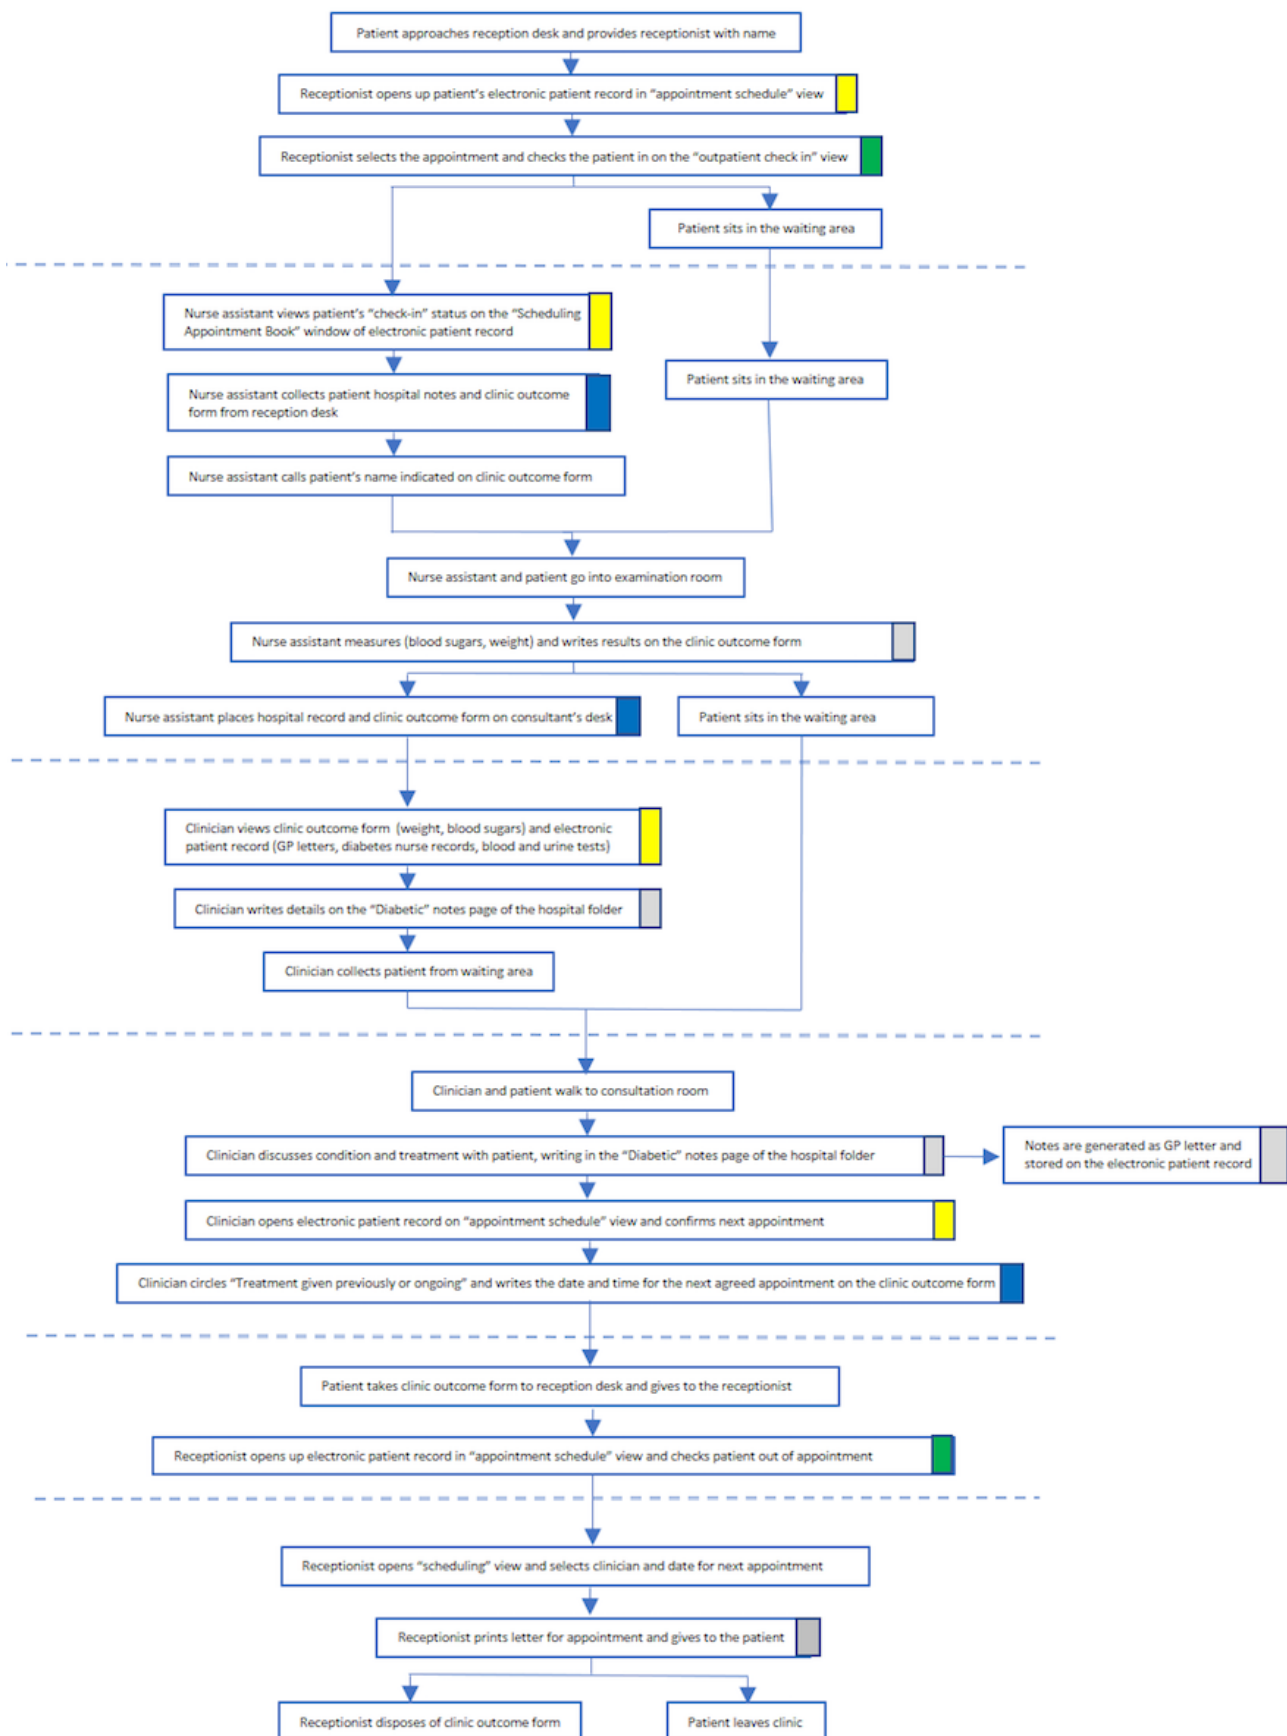 Patient approaches reception desk and provides receptionist with name
Receptionist opens up patient's electronic patient record in "appointment schedule" view
Receptionist selects the appointment and checks the patient in on the "outpatient check in" view
Patient sits in the waiting area
Nurse assistant views patient's "check-in" status on the "Scheduling
Appointment Book" window of electronic patient record
Patient sits in the waiting area
Nurse assistant collects patient hospital notes and clinic outcome
form from reception desk
Nurse assistant calls patient's name indicated on clinic outcome form
Nurse assistant and patient go into examination room
Nurse assistant measures (blood sugars, weight) and writes results on the clinic outcome form
Nurse assistant places hospital record and clinic outcome form on consultant's desk
Patient sits in the waiting area
Clinician views clinic outcome form (weight, blood sugars) and electronic
patient record (GP letters, diabetes nurse records, blood and urine tests)
Clinician writes details on the "Diabetic" notes page of the hospital folder
Clinician collects patient from waiting area
Clinician and patient walk to consultation room
Clinician discusses condition and treatment with patient, writing in the "Diabetic" notes page of the hospital folder
Notes are generated as GP letter and
stored on the electronic patient record
Clinician opens electronic patient record on "appointment schedule" view and confirms next appointment
Clinician circles "Treatment given previously or ongoing" and writes the date and time for the next agreed appointment on the clinic outcome form
Patient takes clinic outcome form to reception desk and gives to the receptionist
Receptionist opens up electronic patient record in "appointment schedule" view and checks patient out of appointment
Receptionist opens "scheduling" view and selects clinician and date for next appointment
Receptionist prints letter for appointment and gives to the patient
Receptionist disposes of clinic outcome form
Patient leaves clinic